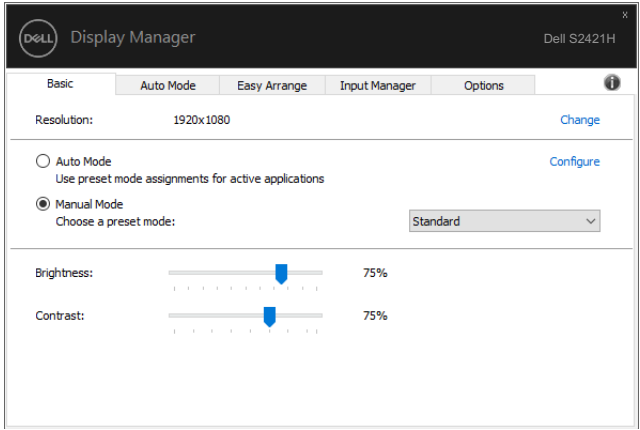 DELL Display Manager
x
Dell S2421H
Basic Auto Mode Easy Arrange Input Manager Options i
Resolution: 1920x1080 Change
Auto Mode Configure
Use preset mode assignments for active applications
Manual Mode
Choose a preset mode: Standard
Brightness: 75%
Contrast: 75%